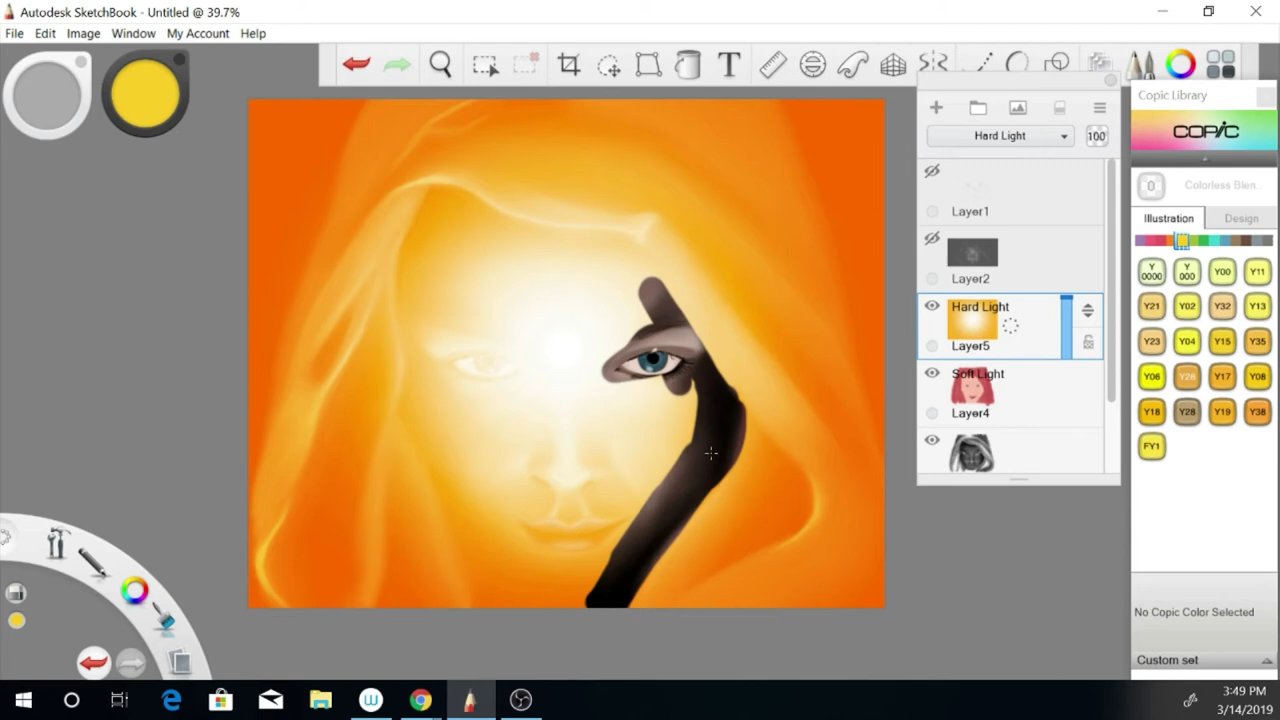 Autodesk SketchBook - Untitled @ 39.7%
File Edit Image Window My Account Help
T
Copic Library
COPIC
Hard Light 100
0 Colorless Blen..
Illustration Design
Layer1
Layer2
Hard Light
Layer5
Soft Light
Layer4
Y0000 Y000 Y00 Y11
Y21 Y02 Y32 Y13
Y23 Y04 Y15 Y35
Y06 Y26 Y17 Y08
Y18 Y28 Y19 Y38
FY1
No Copic Color Selected
Custom set
3:49 PM
3/14/2019